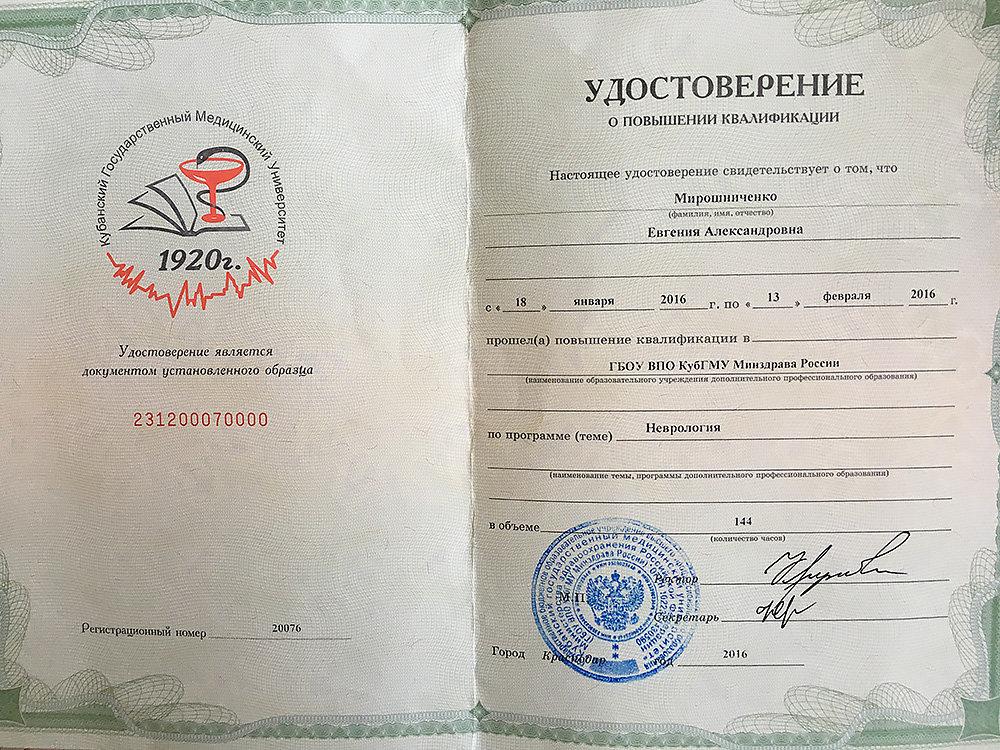 Кубанский Государственный Медицинский Университет
1920г.
Удостоверение является
документом установленного образца
231200070000
Регистрационный номер 20076
УДОСТОВЕРЕНИЕ
О ПОВЫШЕНИИ КВАЛИФИКАЦИИ
Настоящее удостоверение свидетельствует о том, что
Мирошниченко
(фамилия, имя, отчество)
Евгения Александровна
с « 18 » января 2016 г. по « 13 » февраля 2016 г.
прошел(а) повышение квалификации в
ГБОУ ВПО КубГМУ Минздрава России
(наименование образовательного учреждения дополнительного профессионального образования)
по программе (теме) Неврология
(наименование темы, программы дополнительного профессионального образования)
в объеме 144
(количество часов)
Ректор
М.П.
Секретарь
Город Краснодар год 2016